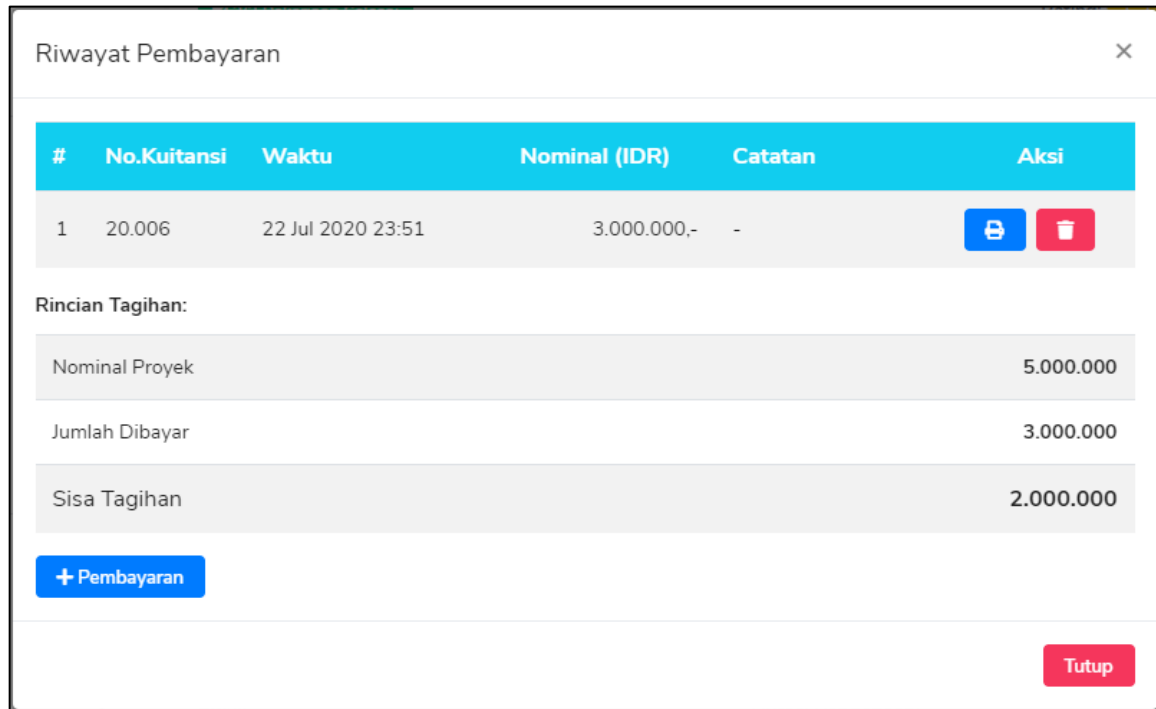 Riwayat Pembayaran ×
# No.Kuitansi Waktu Nominal (IDR) Catatan Aksi
1 20.006 22 Jul 2020 23:51 3.000.000,- -
Rincian Tagihan:
Nominal Proyek 5.000.000
Jumlah Dibayar 3.000.000
Sisa Tagihan 2.000.000
+ Pembayaran
Tutup